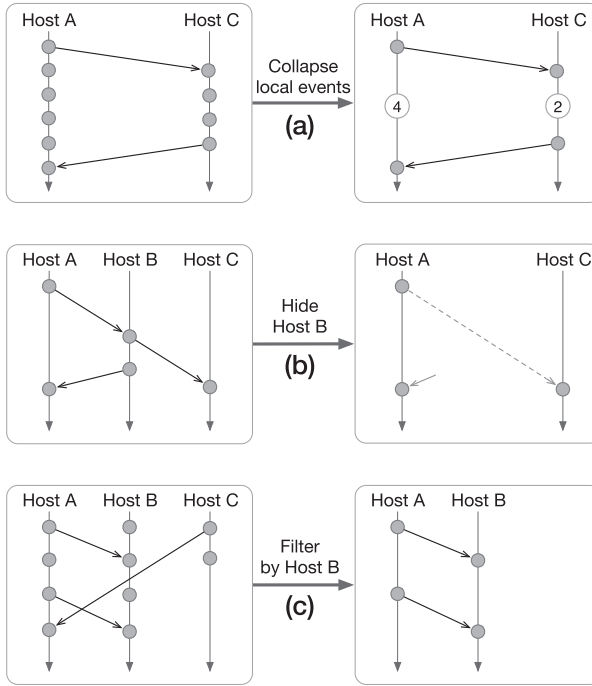 Host A Host C
Collapse
local events
(a)
Host A Host C
4 2
Host A Host B Host C
Hide
Host B
(b)
Host A Host C
Host A Host B Host C
Filter
by Host B
(c)
Host A Host B